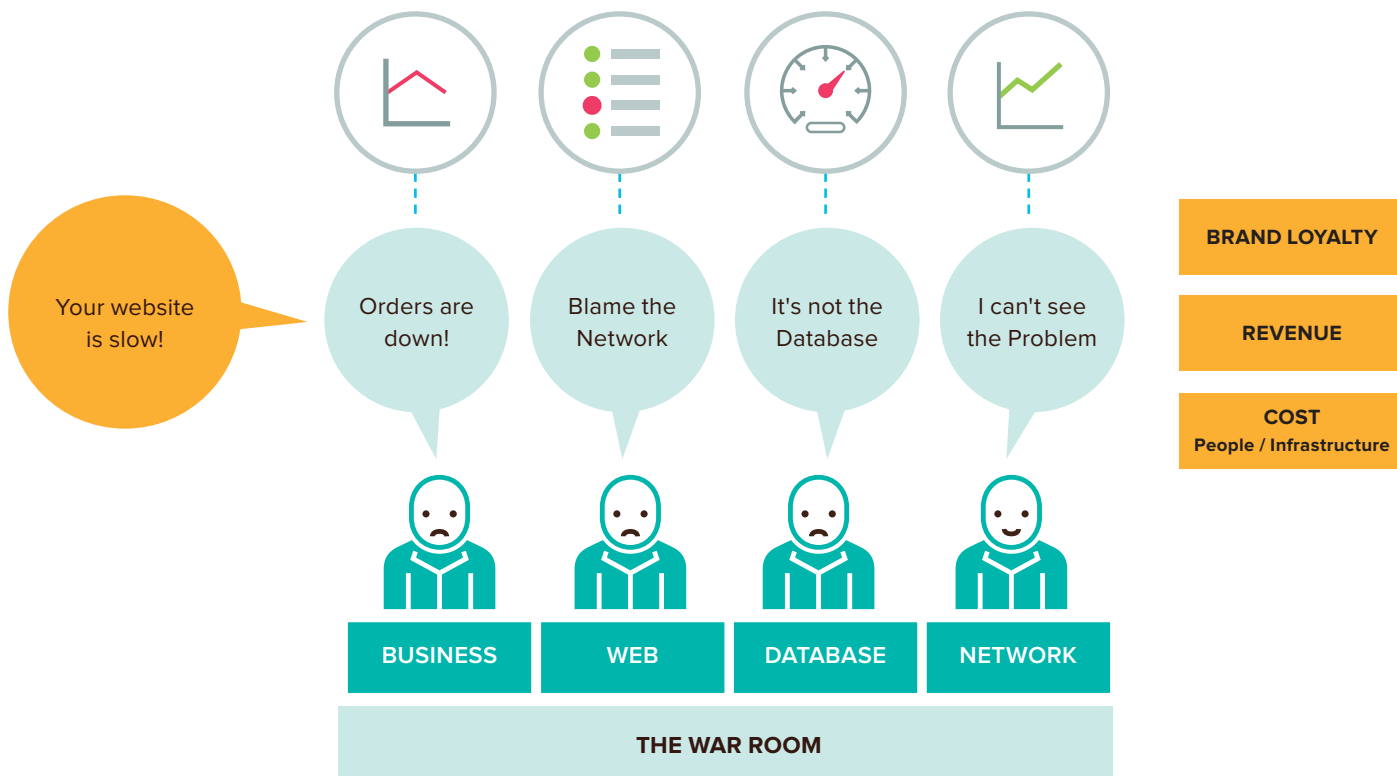 Your website
is slow!
Orders are
down!
Blame the
Network
It's not the
Database
I can't see
the Problem
BRAND LOYALTY
REVENUE
COST
People / Infrastructure
BUSINESS
WEB
DATABASE
NETWORK
THE WAR ROOM